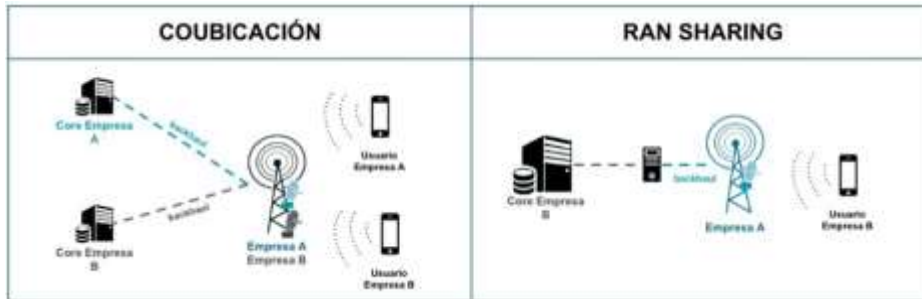 COUBICACIÓN
RAN SHARING
Core Empresa
A
backhaul
Core Empresa
B
backhaul
Empresa A
Empresa B
Usuario
Empresa A
Usuario
Empresa B
Core Empresa
B
backhaul
Empresa A
Usuario
Empresa B